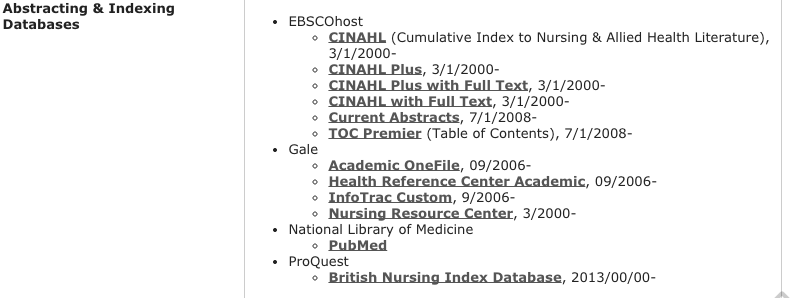 Abstracting & Indexing
Databases
EBSCOhost
CINAHL (Cumulative Index to Nursing & Allied Health Literature),
3/1/2000-
CINAHL Plus, 3/1/2000-
CINAHL Plus with Full Text, 3/1/2000-
CINAHL with Full Text, 3/1/2000-
Current Abstracts, 7/1/2008-
TOC Premier (Table of Contents), 7/1/2008-
Gale
Academic OneFile, 09/2006-
Health Reference Center Academic, 09/2006-
InfoTrac Custom, 9/2006-
Nursing Resource Center, 3/2000-
National Library of Medicine
PubMed
ProQuest
British Nursing Index Database, 2013/00/00-